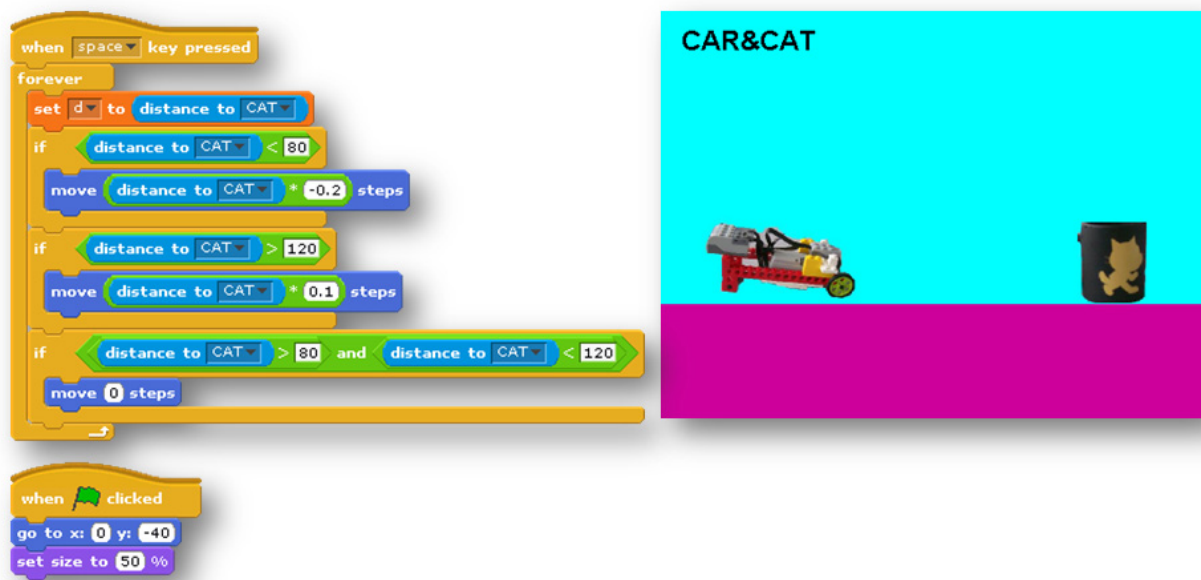 when space key pressed
forever
set d to distance to CAT
if distance to CAT < 80
move distance to CAT * -0.2 steps
if distance to CAT > 120
move distance to CAT * 0.1 steps
if distance to CAT > 80 and distance to CAT < 120
move 0 steps
when clicked
go to x: 0 y: -40
set size to 50 %
CAR&CAT